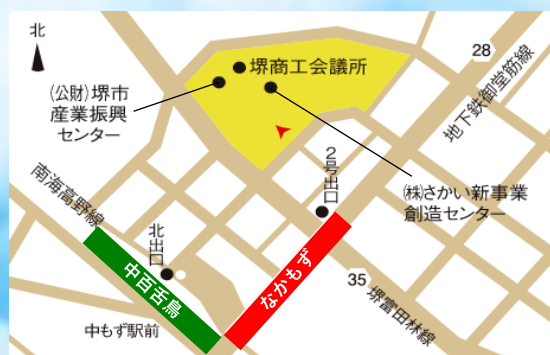 北
28
堺商工会議所
(公財)堺市
産業振興
センター
地下鉄御堂筋線
2号出口
㈱さかい新事業
創造センター
南海高野線
北出口
中百舌鳥
なかもず
35
堺富田林線
中もず駅前